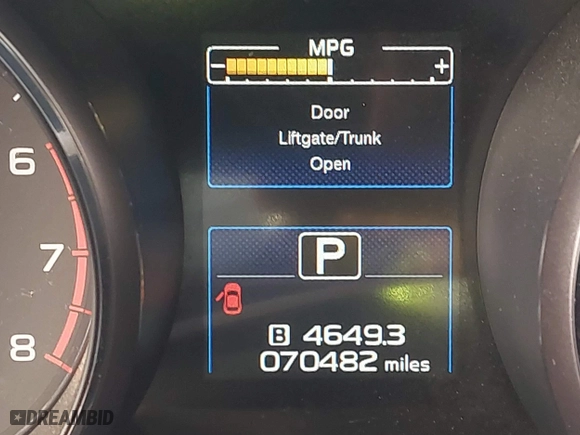 MPG
- +
Door
Liftgate/Trunk
Open
6
7
8
P
B 4649.3
070482 miles
DREAMBID